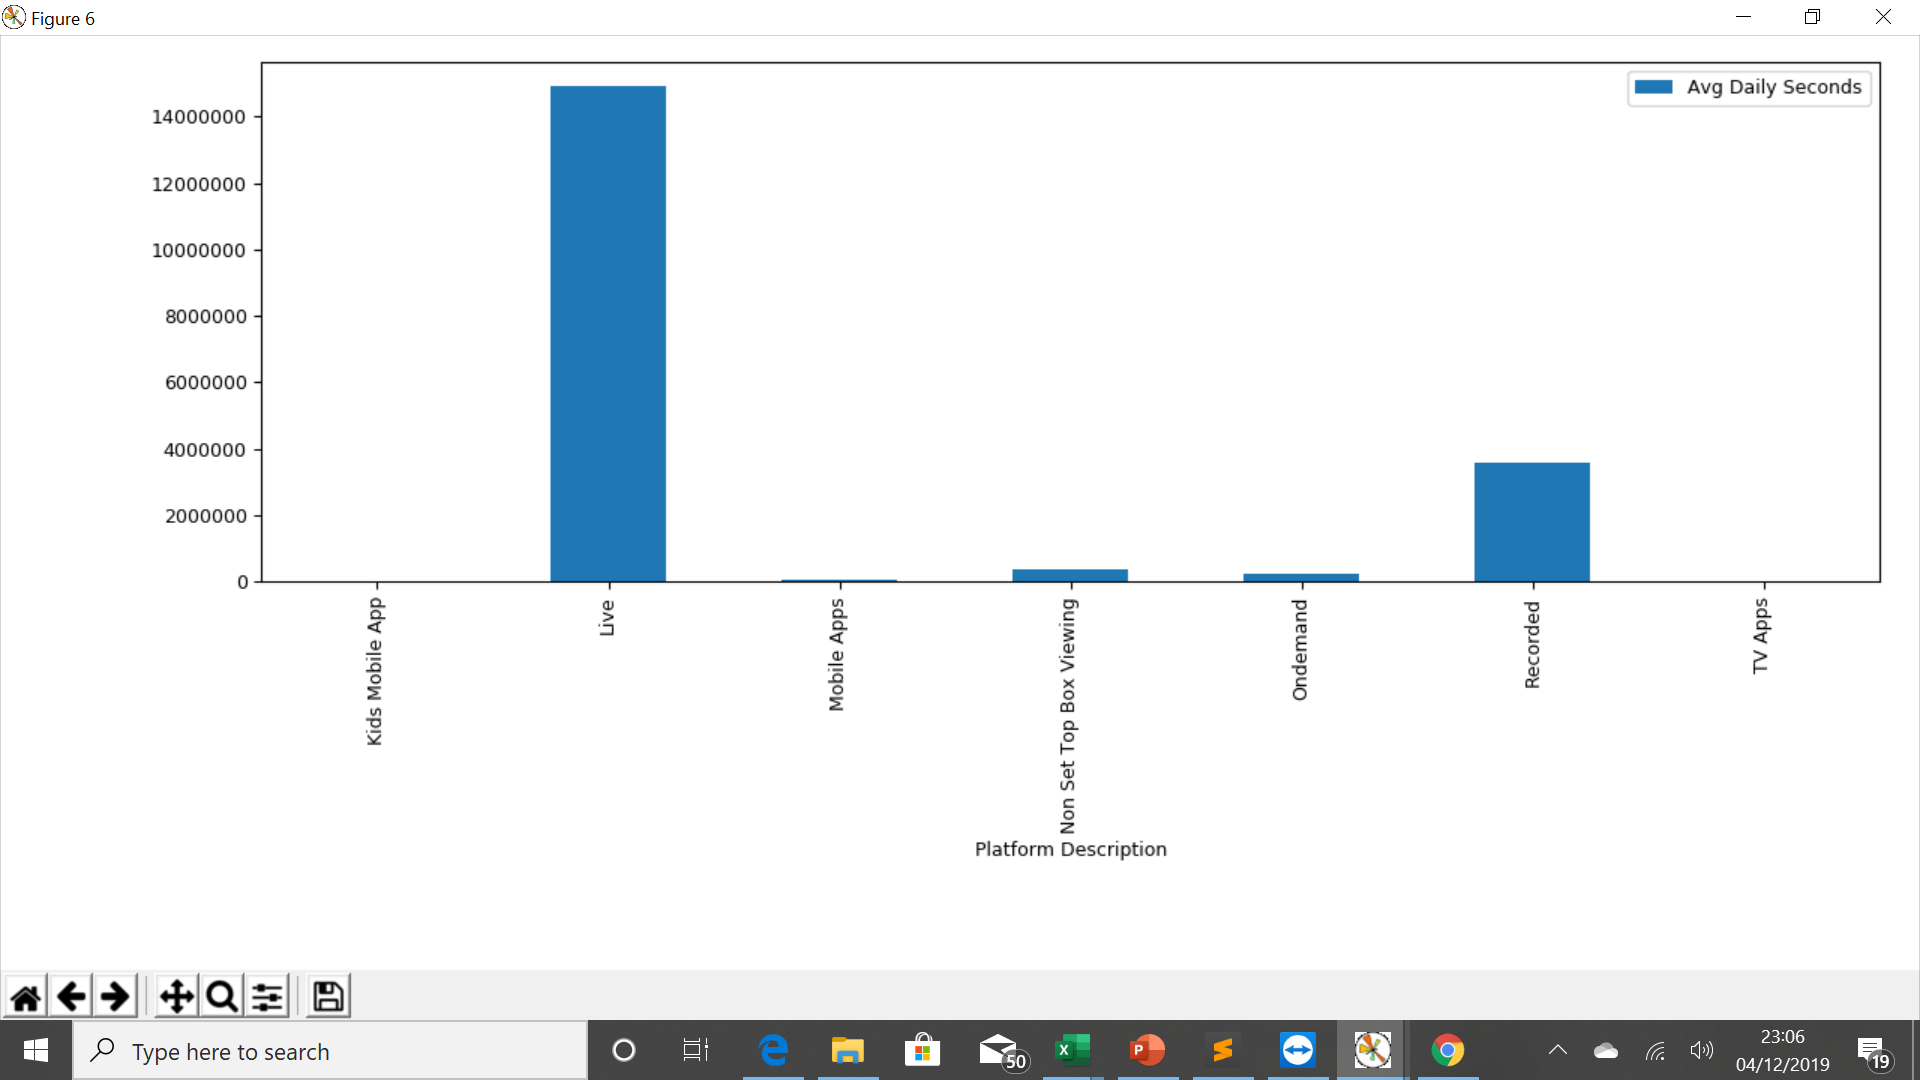 Figure 6
Avg Daily Seconds
14000000
12000000
10000000
8000000
6000000
4000000
2000000
0
Kids Mobile App
Live
Mobile Apps
Non Set Top Box Viewing
Ondemand
Recorded
TV Apps
Platform Description
Type here to search
50
23:06
04/12/2019
19